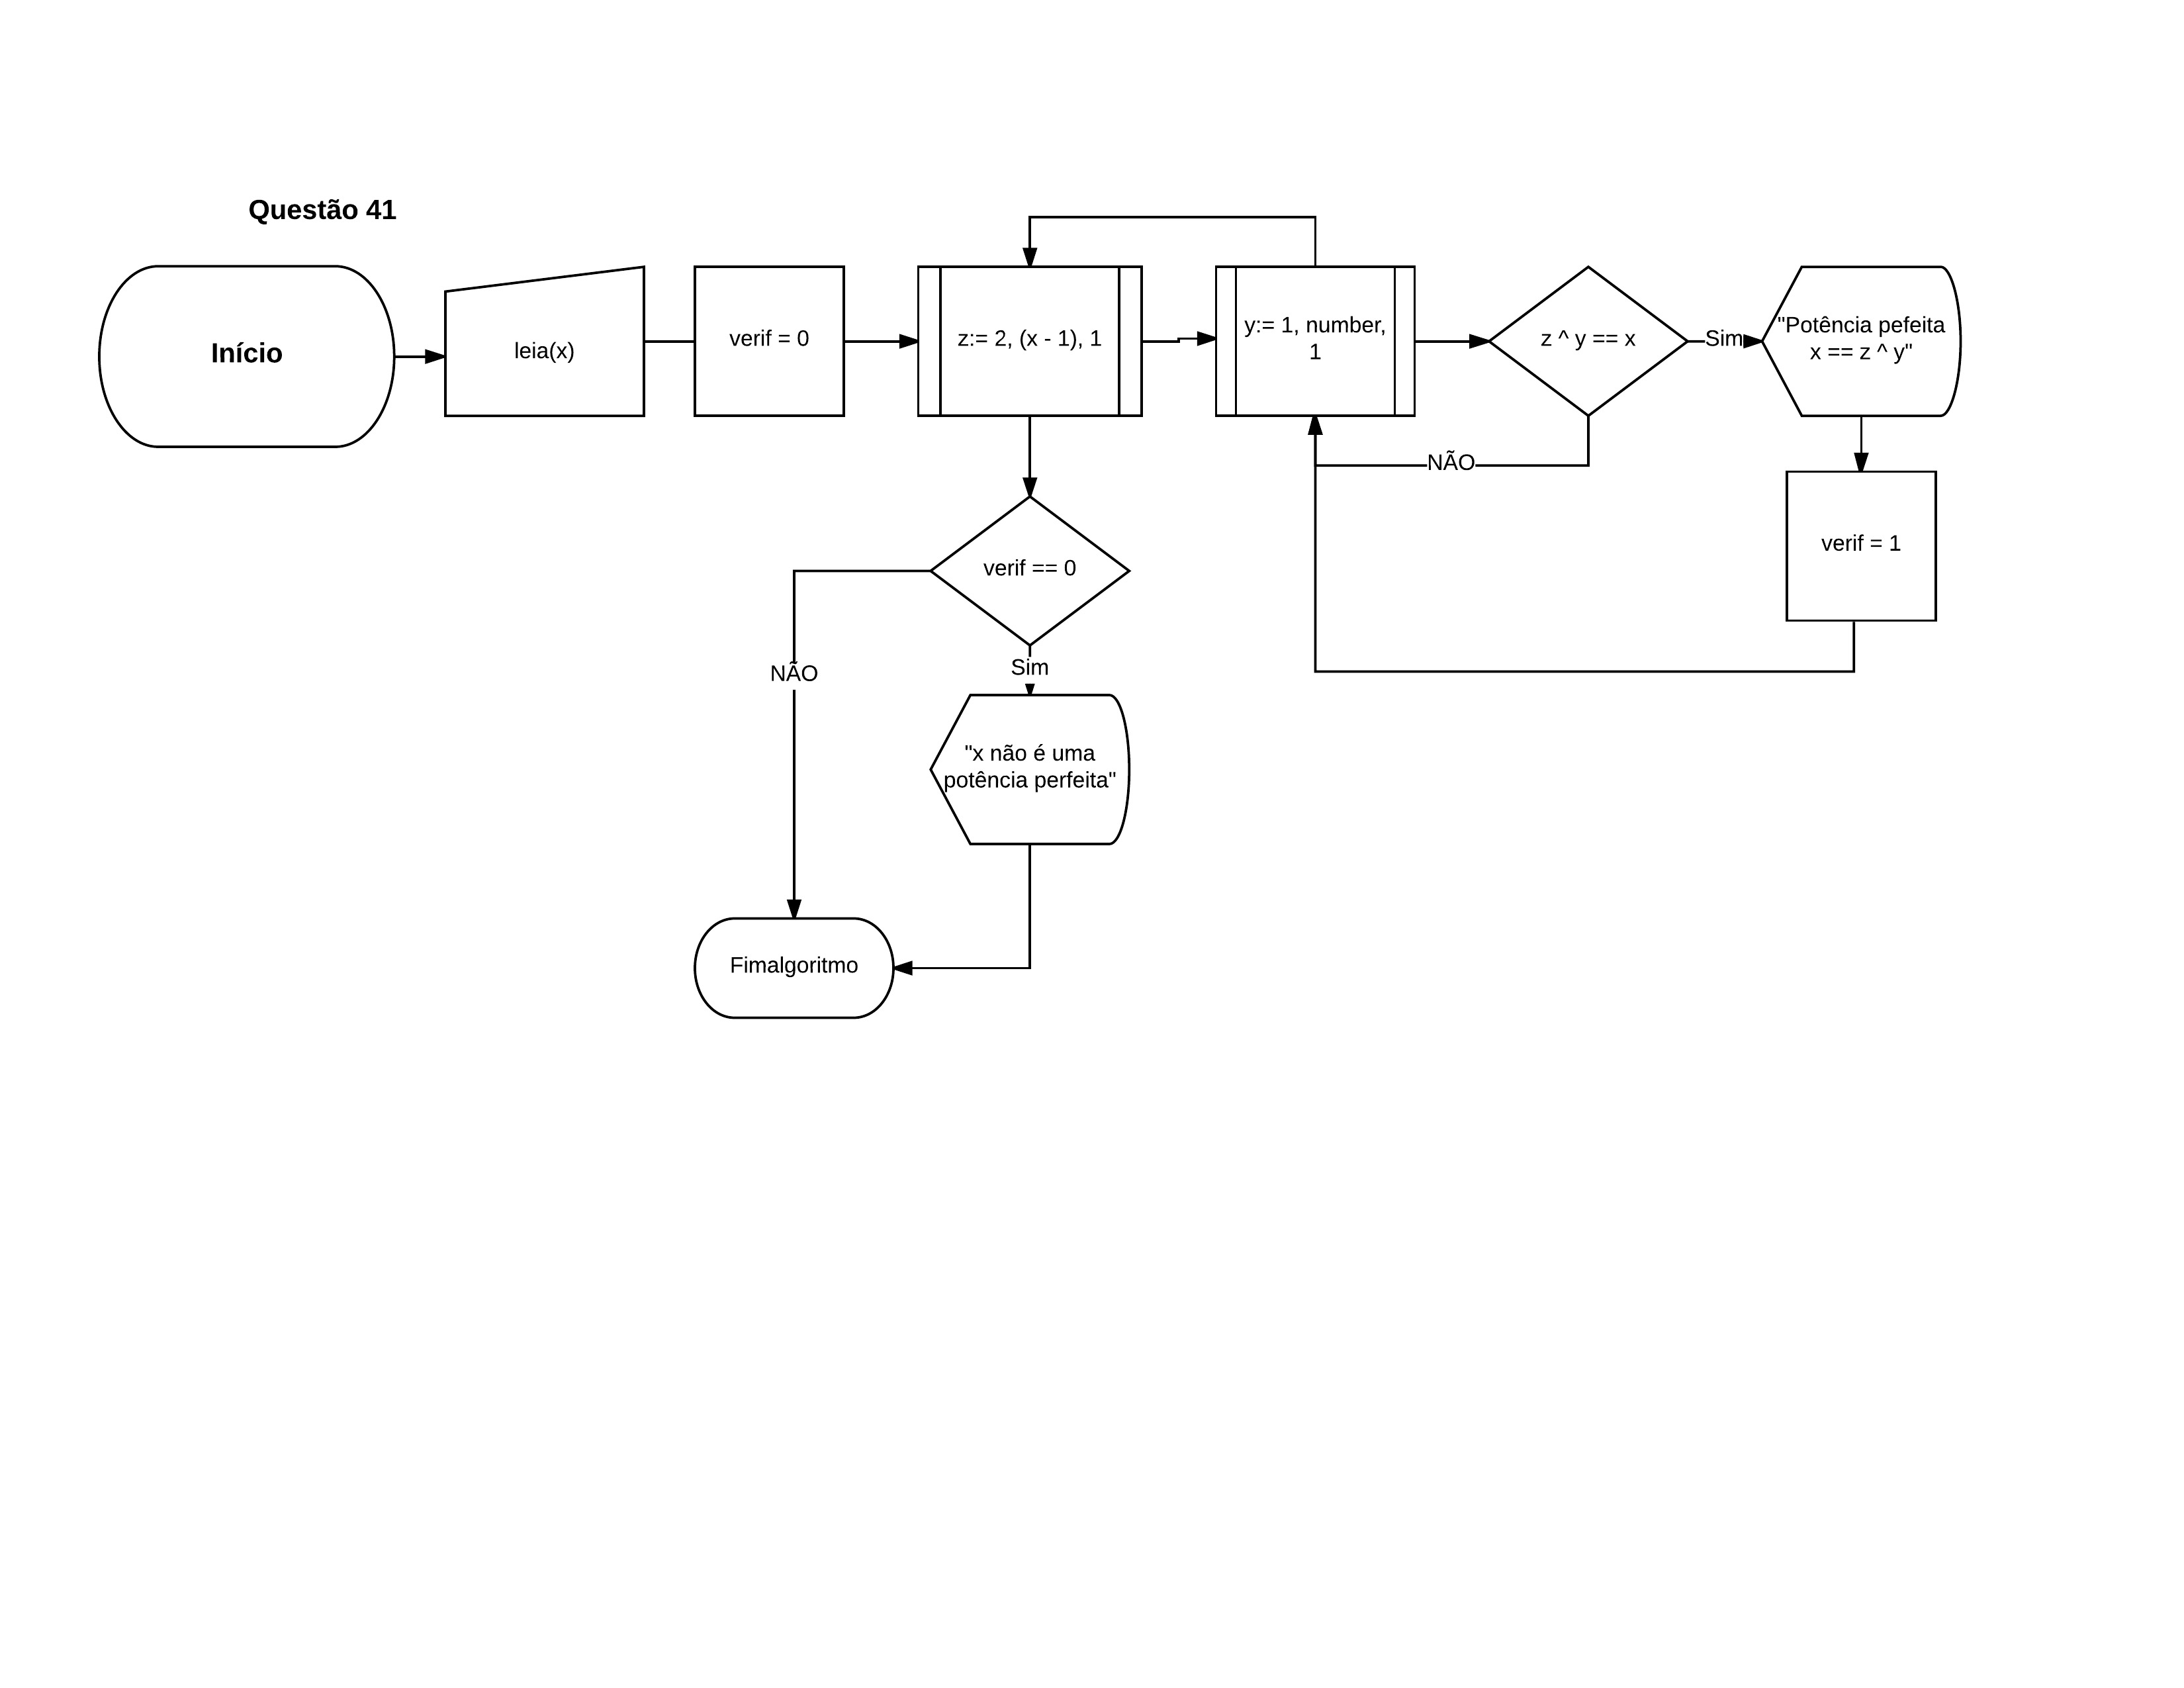 Questão 41
Início
leia(x)
verif = 0
z:= 2, (x - 1), 1
y:= 1, number,
1
z ^ y == x
Sim
"Potência pefeita
x == z ^ y"
NÃO
verif = 1
verif == 0
NÃO
Sim
"x não é uma
potência perfeita"
Fimalgoritmo